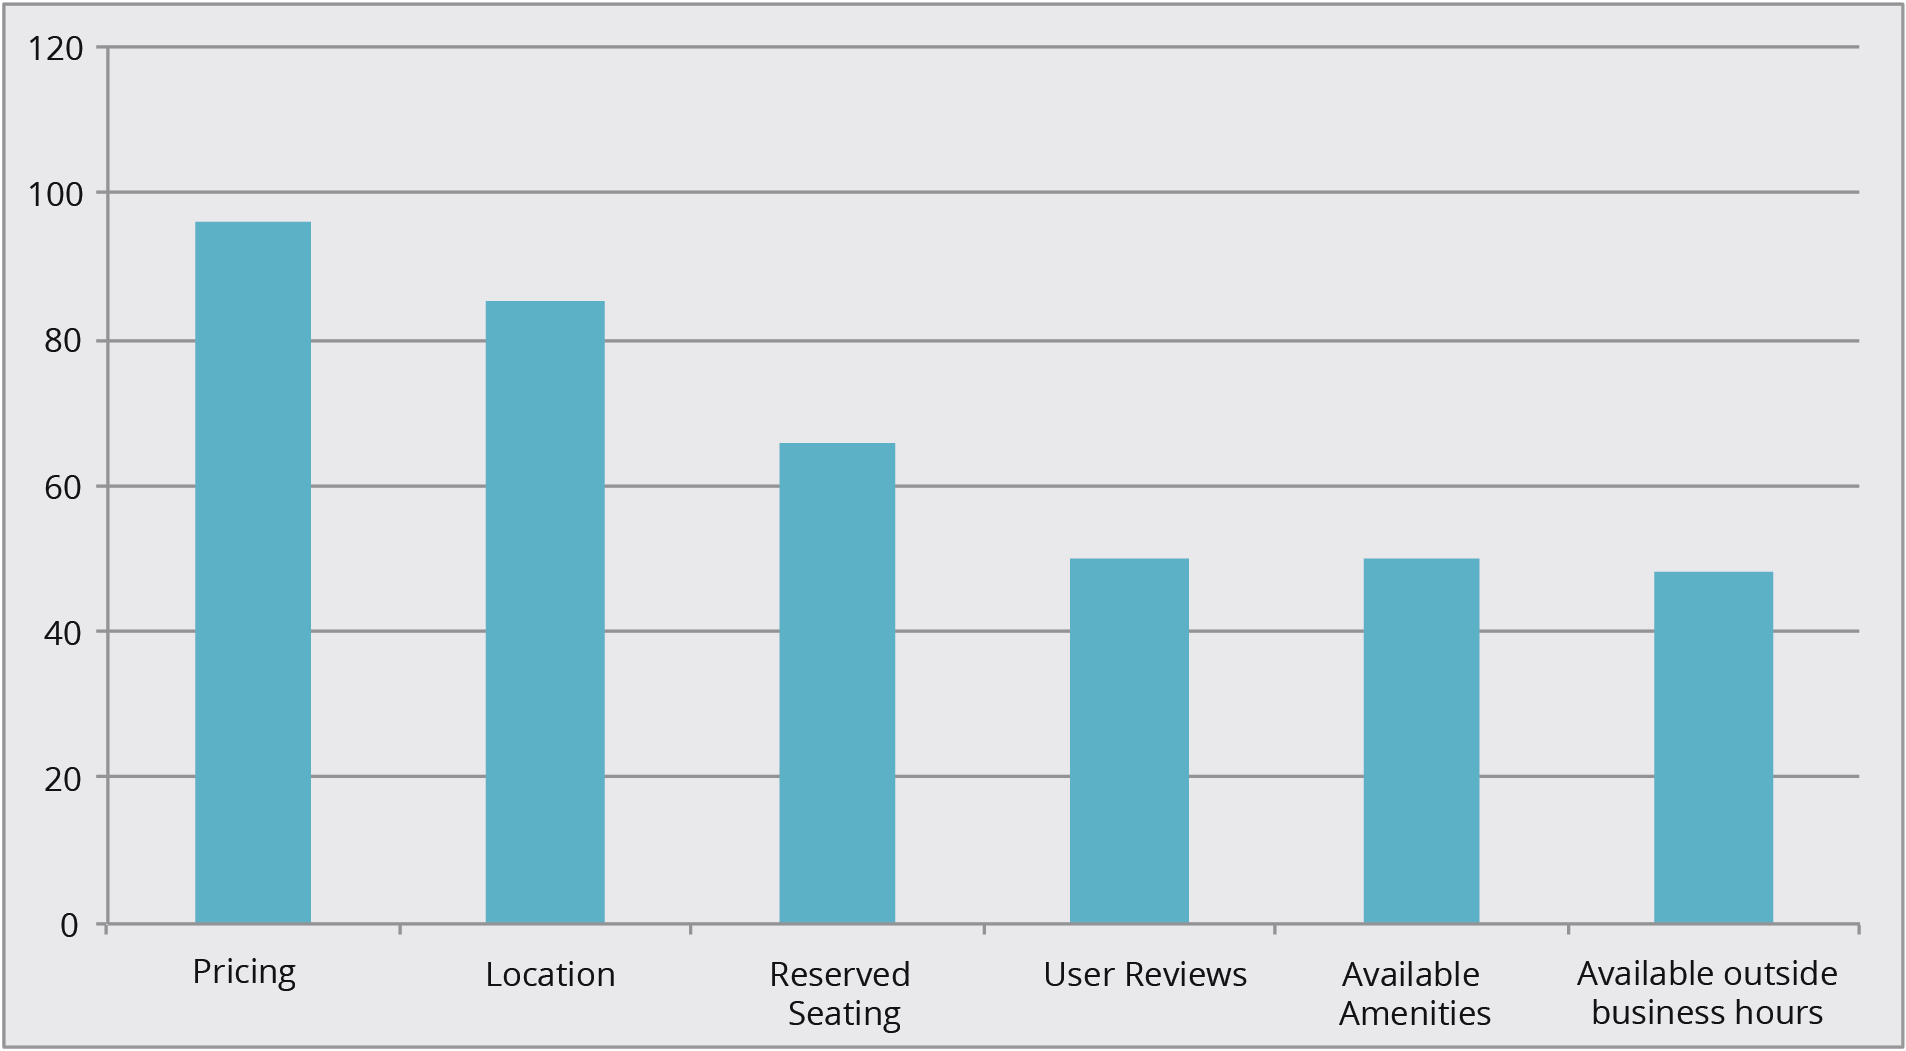 120
100
80
60
40
20
0
Pricing
Location
Reserved
Seating
User Reviews
Available
Amenities
Available outside
business hours